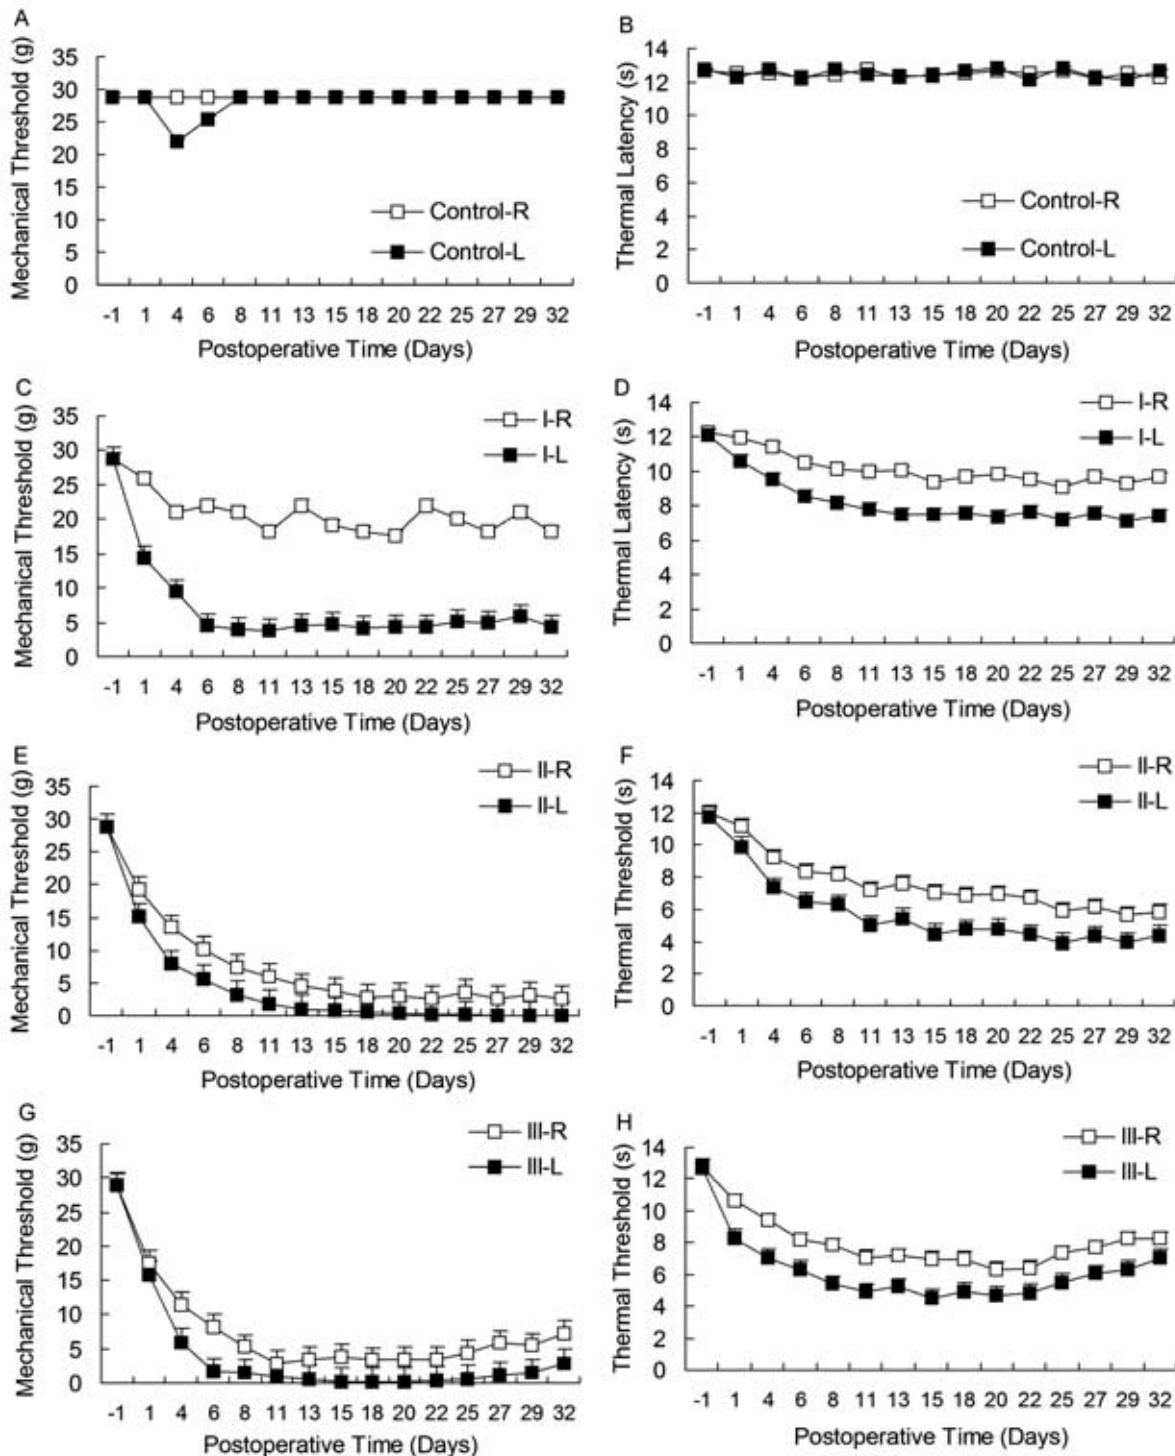 A
Mechanical Threshold (g)
35
30
25
20
15
10
5
0
Control-R
Control-L
-1 1 4 6 8 11 13 15 18 20 22 25 27 29 32
Postoperative Time (Days)
B
Thermal Latency (s)
14
12
10
8
6
4
2
0
Control-R
Control-L
-1 1 4 6 8 11 13 15 18 20 22 25 27 29 32
Postoperative Time (Days)
C
Mechanical Threshold (g)
35
30
25
20
15
10
5
0
I-R
I-L
-1 1 4 6 8 11 13 15 18 20 22 25 27 29 32
Postoperative Time (Days)
D
Thermal Latency (s)
14
12
10
8
6
4
2
0
I-R
I-L
-1 1 4 6 8 11 13 15 18 20 22 25 27 29 32
Postoperative Time (Days)
E
Mechanical Threshold (g)
35
30
25
20
15
10
5
0
II-R
II-L
-1 1 4 6 8 11 13 15 18 20 22 25 27 29 32
Postoperative Time (Days)
F
Thermal Threshold (s)
14
12
10
8
6
4
2
0
II-R
II-L
-1 1 4 6 8 11 13 15 18 20 22 25 27 29 32
Postoperative Time (Days)
G
Mechanical Threshold (g)
35
30
25
20
15
10
5
0
III-R
III-L
-1 1 4 6 8 11 13 15 18 20 22 25 27 29 32
Postoperative Time (Days)
H
Thermal Threshold (s)
14
12
10
8
6
4
2
0
III-R
III-L
-1 1 4 6 8 11 13 15 18 20 22 25 27 29 32
Postoperative Time (Days)